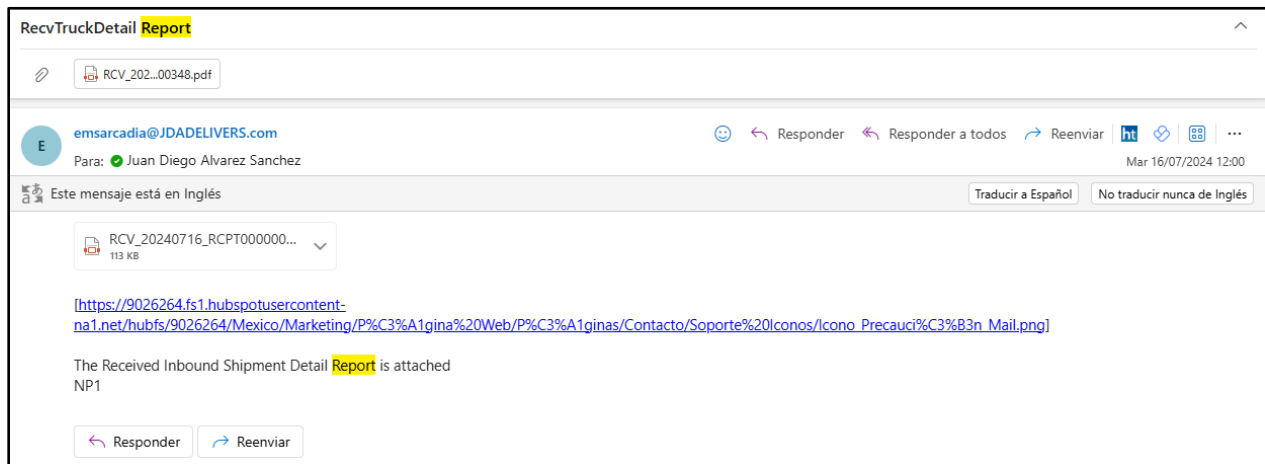 RecvTruckDetail Report
RCV_202...00348.pdf
E
emsarcadia@JDADELIVERS.com
Responder Responder a todos Reenviar ht ...
Para: Juan Diego Alvarez Sanchez
Mar 16/07/2024 12:00
Este mensaje está en Inglés Traducir a Español No traducir nunca de Inglés
RCV_20240716_RCPT000000...
113 KB
[https://9026264.fs1.hubspotusercontent-
na1.net/hubfs/9026264/Mexico/Marketing/P%C3%A1gina%20Web/P%C3%A1ginas/Contacto/Soporte%20Iconos/Icono_Precauci%C3%B3n_Mail.png]
The Received Inbound Shipment Detail Report is attached
NP1
Responder Reenviar